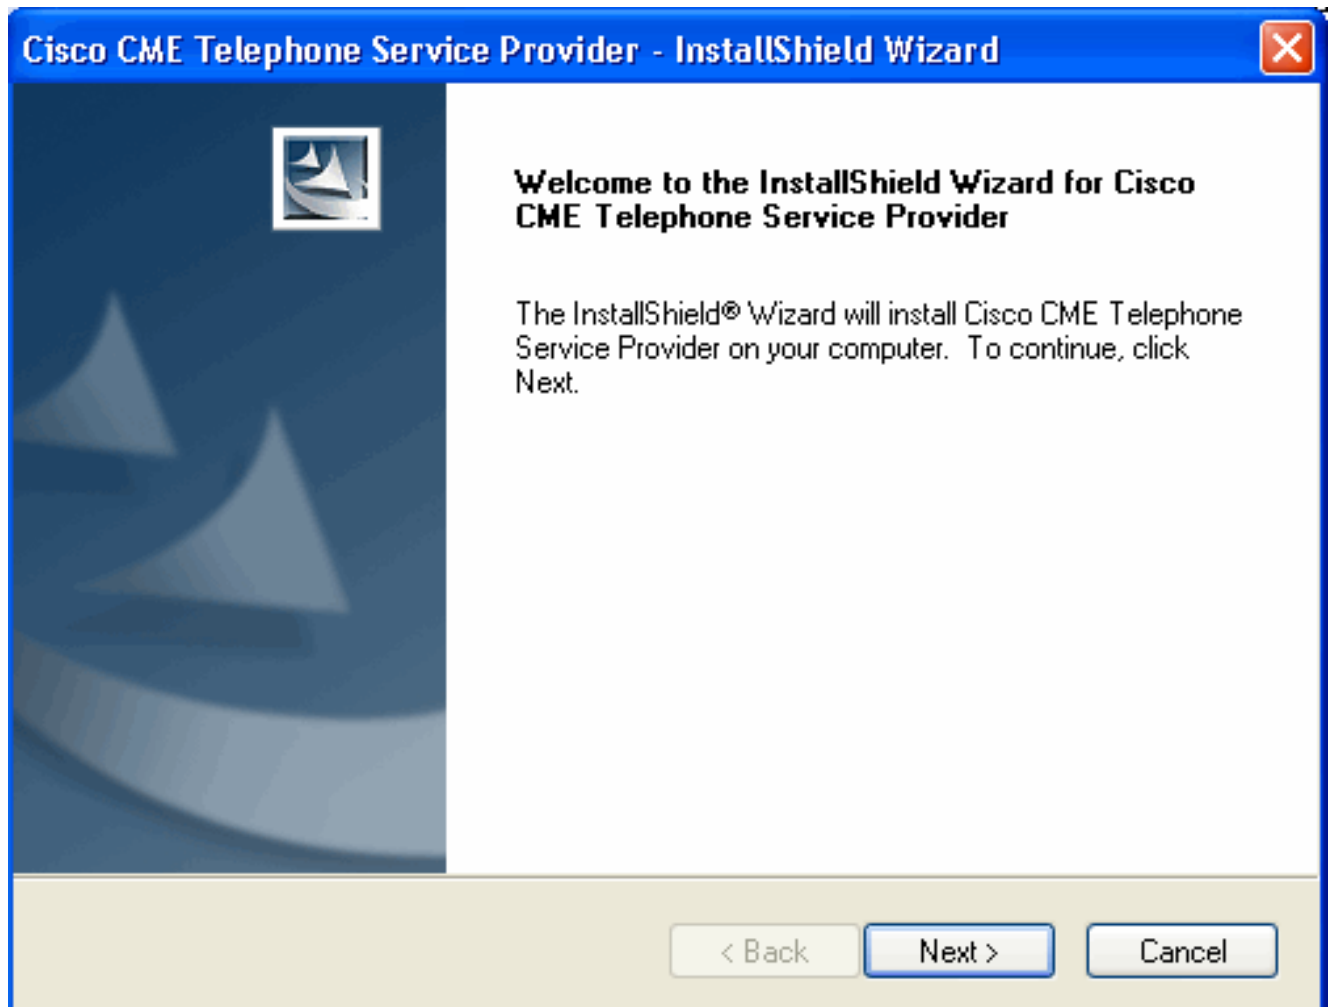 Cisco CME Telephone Service Provider - InstallShield Wizard
Welcome to the InstallShield Wizard for Cisco
CME Telephone Service Provider
The InstallShield® Wizard will install Cisco CME Telephone
Service Provider on your computer.  To continue, click
Next.
< Back
Next >
Cancel